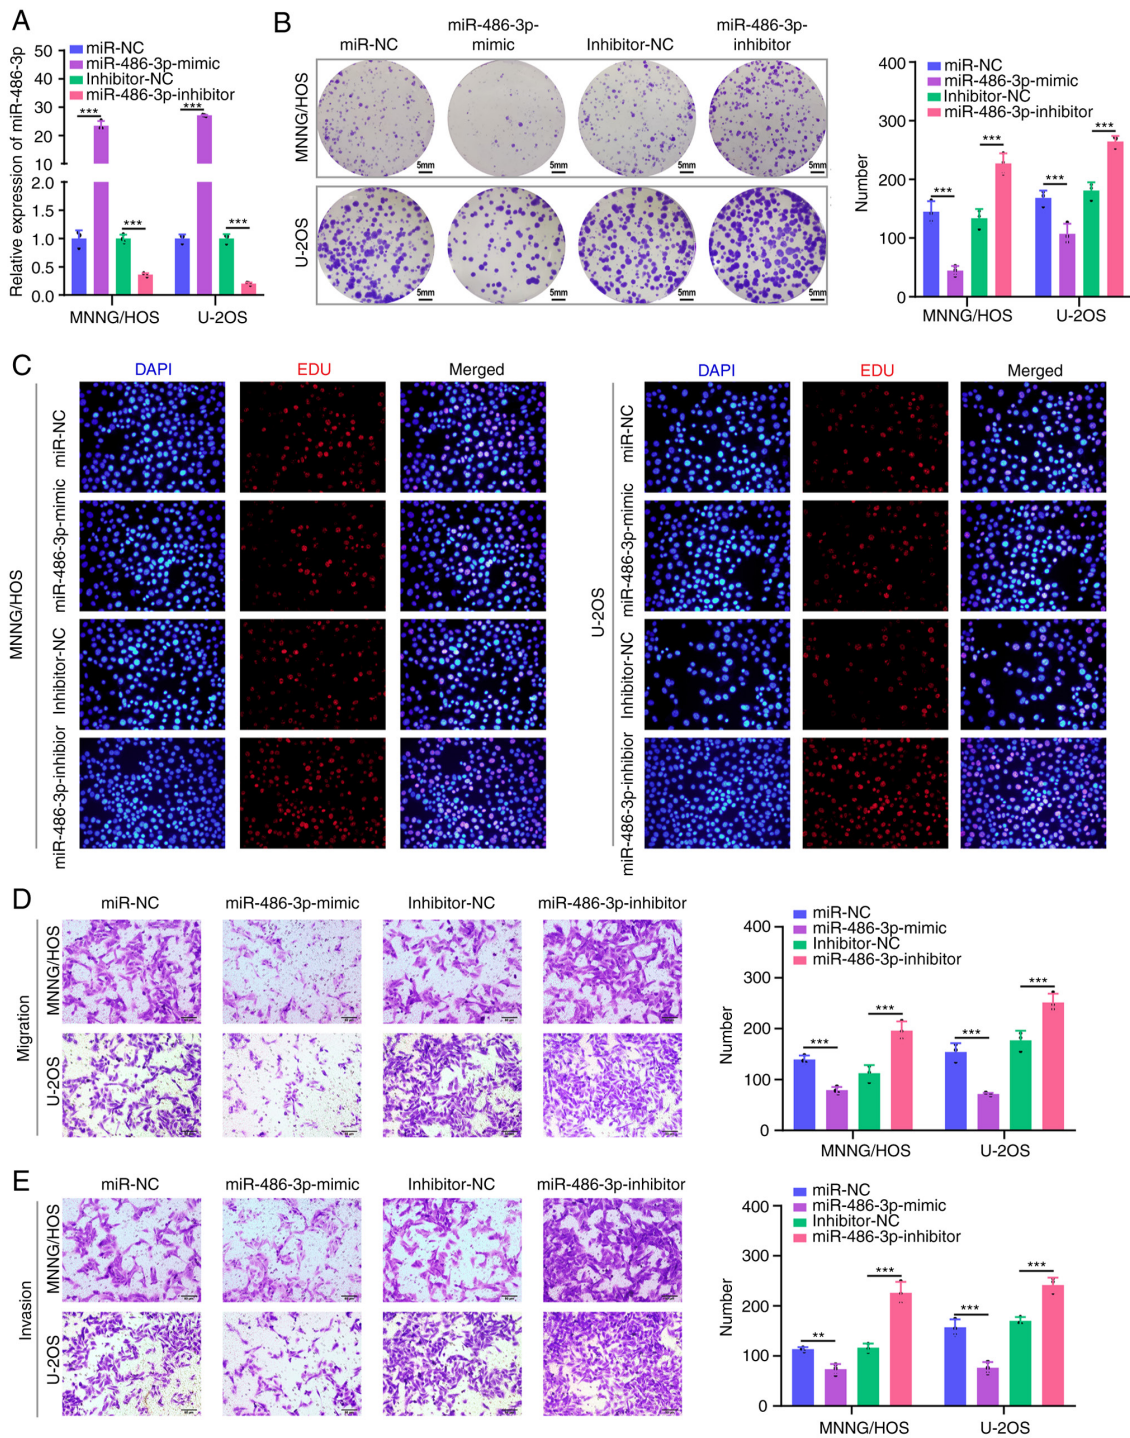 A
Relative expression of miR-486-3p
50
40
30
20
10
2.0
1.5
1.0
0.5
0.0
miR-NC
miR-486-3p-mimic
Inhibitor-NC
miR-486-3p-inhibitor
***
***
***
***
MNNG/HOS
U-2OS
B
miR-NC
miR-486-3p-
mimic
Inhibitor-NC
miR-486-3p-
inhibitor
MNNG/HOS
5mm
5mm
5mm
5mm
U-2OS
5mm
5mm
5mm
5mm
Number
400
300
200
100
0
miR-NC
miR-486-3p-mimic
Inhibitor-NC
miR-486-3p-inhibitor
***
***
***
***
MNNG/HOS
U-2OS
C
DAPI
EDU
Merged
MNNG/HOS
miR-NC
miR-486-3p-mimic
Inhibitor-NC
miR-486-3p-inhibior
DAPI
EDU
Merged
U-2OS
miR-NC
miR-486-3p-mimic
Inhibitor-NC
miR-486-3p-inhibior
D
miR-NC
miR-486-3p-mimic
Inhibitor-NC
miR-486-3p-inhibitor
Migration
MNNG/HOS
U-2OS
Number
400
300
200
100
0
miR-NC
miR-486-3p-mimic
Inhibitor-NC
miR-486-3p-inhibitor
***
***
***
***
MNNG/HOS
U-2OS
E
miR-NC
miR-486-3p-mimic
Inhibitor-NC
miR-486-3p-inhibitor
Invasion
MNNG/HOS
U-2OS
Number
400
300
200
100
0
miR-NC
miR-486-3p-mimic
Inhibitor-NC
miR-486-3p-inhibitor
**
***
***
***
MNNG/HOS
U-2OS